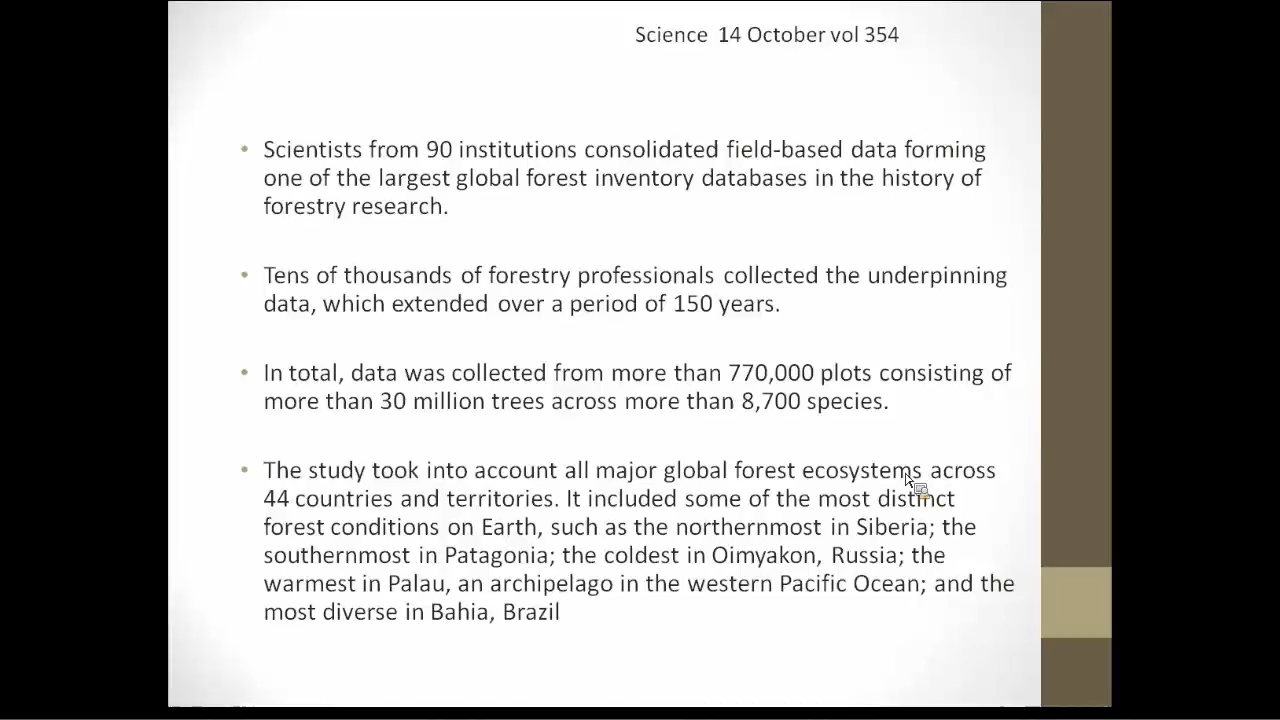 Science 14 October vol 354
• Scientists from 90 institutions consolidated field-based data forming
one of the largest global forest inventory databases in the history of
forestry research.
• Tens of thousands of forestry professionals collected the underpinning
data, which extended over a period of 150 years.
• In total, data was collected from more than 770,000 plots consisting of
more than 30 million trees across more than 8,700 species.
• The study took into account all major global forest ecosystems across
44 countries and territories. It included some of the most distinct
forest conditions on Earth, such as the northernmost in Siberia; the
southernmost in Patagonia; the coldest in Oimyakon, Russia; the
warmest in Palau, an archipelago in the western Pacific Ocean; and the
most diverse in Bahia, Brazil